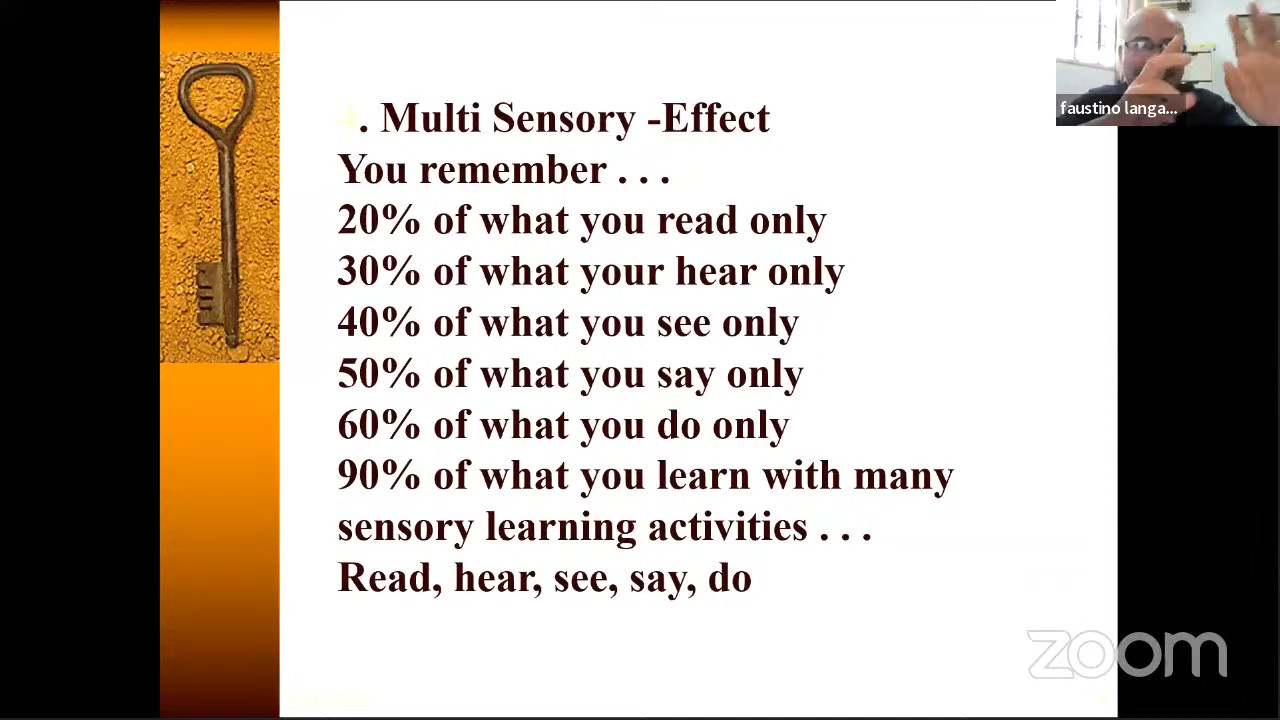 4. Multi Sensory -Effect
You remember . . .
20% of what you read only
30% of what your hear only
40% of what you see only
50% of what you say only
60% of what you do only
90% of what you learn with many
sensory learning activities . . .
Read, hear, see, say, do
faustino langa...
zoom